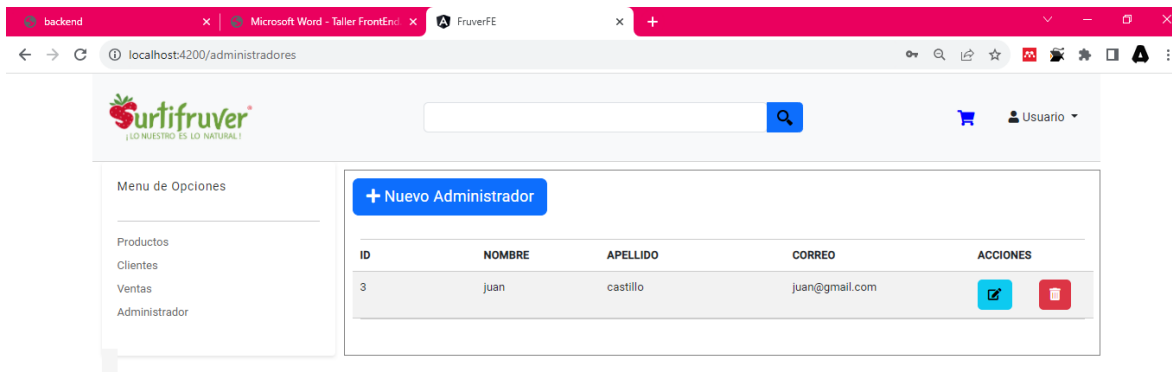 backend
Microsoft Word - Taller FrontEnd
FruverFE
localhost:4200/administradores
Surtifruver
¡LO NUESTRO ES LO NATURAL!
Usuario
Menu de Opciones
Productos
Clientes
Ventas
Administrador
Nuevo Administrador
ID NOMBRE APELLIDO CORREO ACCIONES
3 juan castillo juan@gmail.com